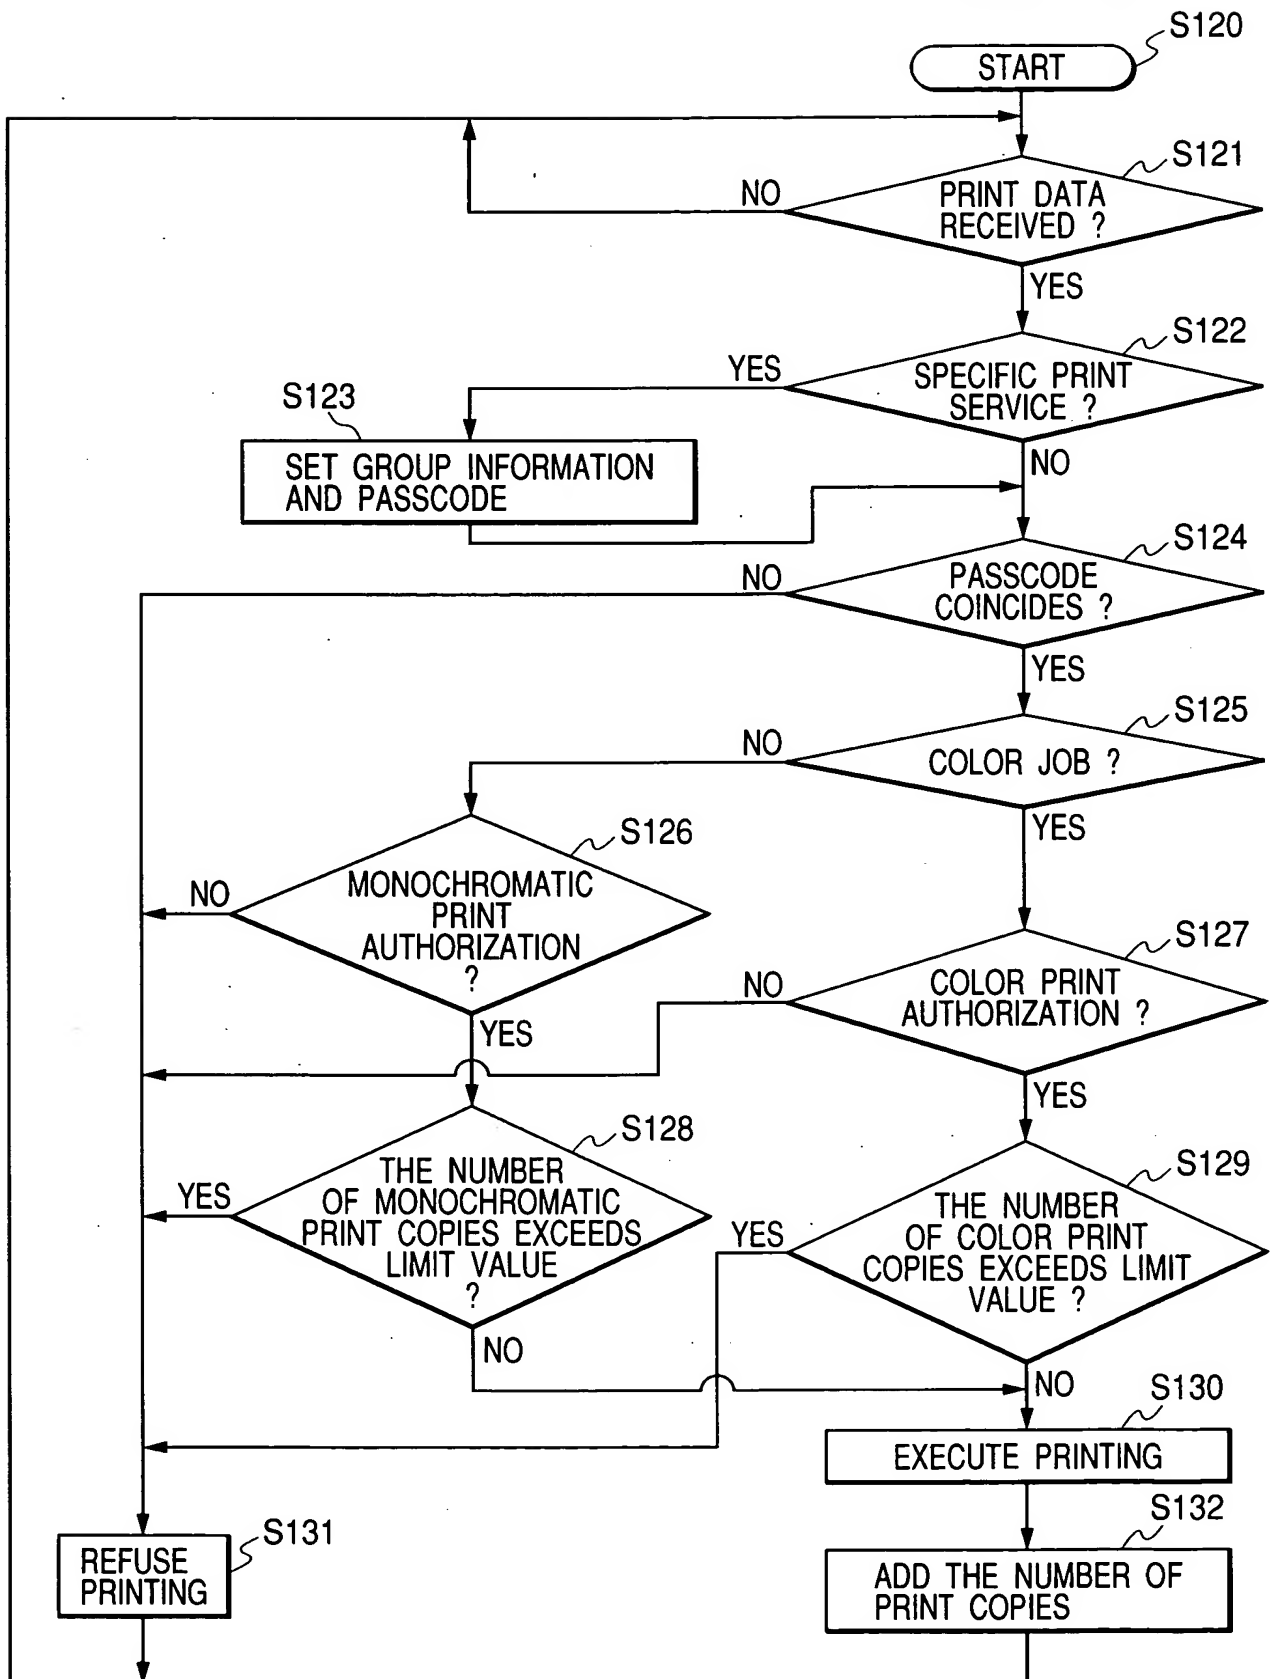 S120
START
S121
NO
PRINT DATA
RECEIVED ?
YES
S122
YES
SPECIFIC PRINT
SERVICE ?
S123
NO
SET GROUP INFORMATION
AND PASSCODE
S124
NO
PASSCODE
COINCIDES ?
YES
S125
NO
COLOR JOB ?
YES
S126
NO
MONOCHROMATIC
PRINT
AUTHORIZATION
?
S127
NO
COLOR PRINT
AUTHORIZATION ?
YES
YES
S128
YES
THE NUMBER
OF MONOCHROMATIC
PRINT COPIES EXCEEDS
LIMIT VALUE
?
S129
YES
THE NUMBER
OF COLOR PRINT
COPIES EXCEEDS LIMIT
VALUE ?
NO
NO
S130
EXECUTE PRINTING
S131
REFUSE
PRINTING
S132
ADD THE NUMBER OF
PRINT COPIES